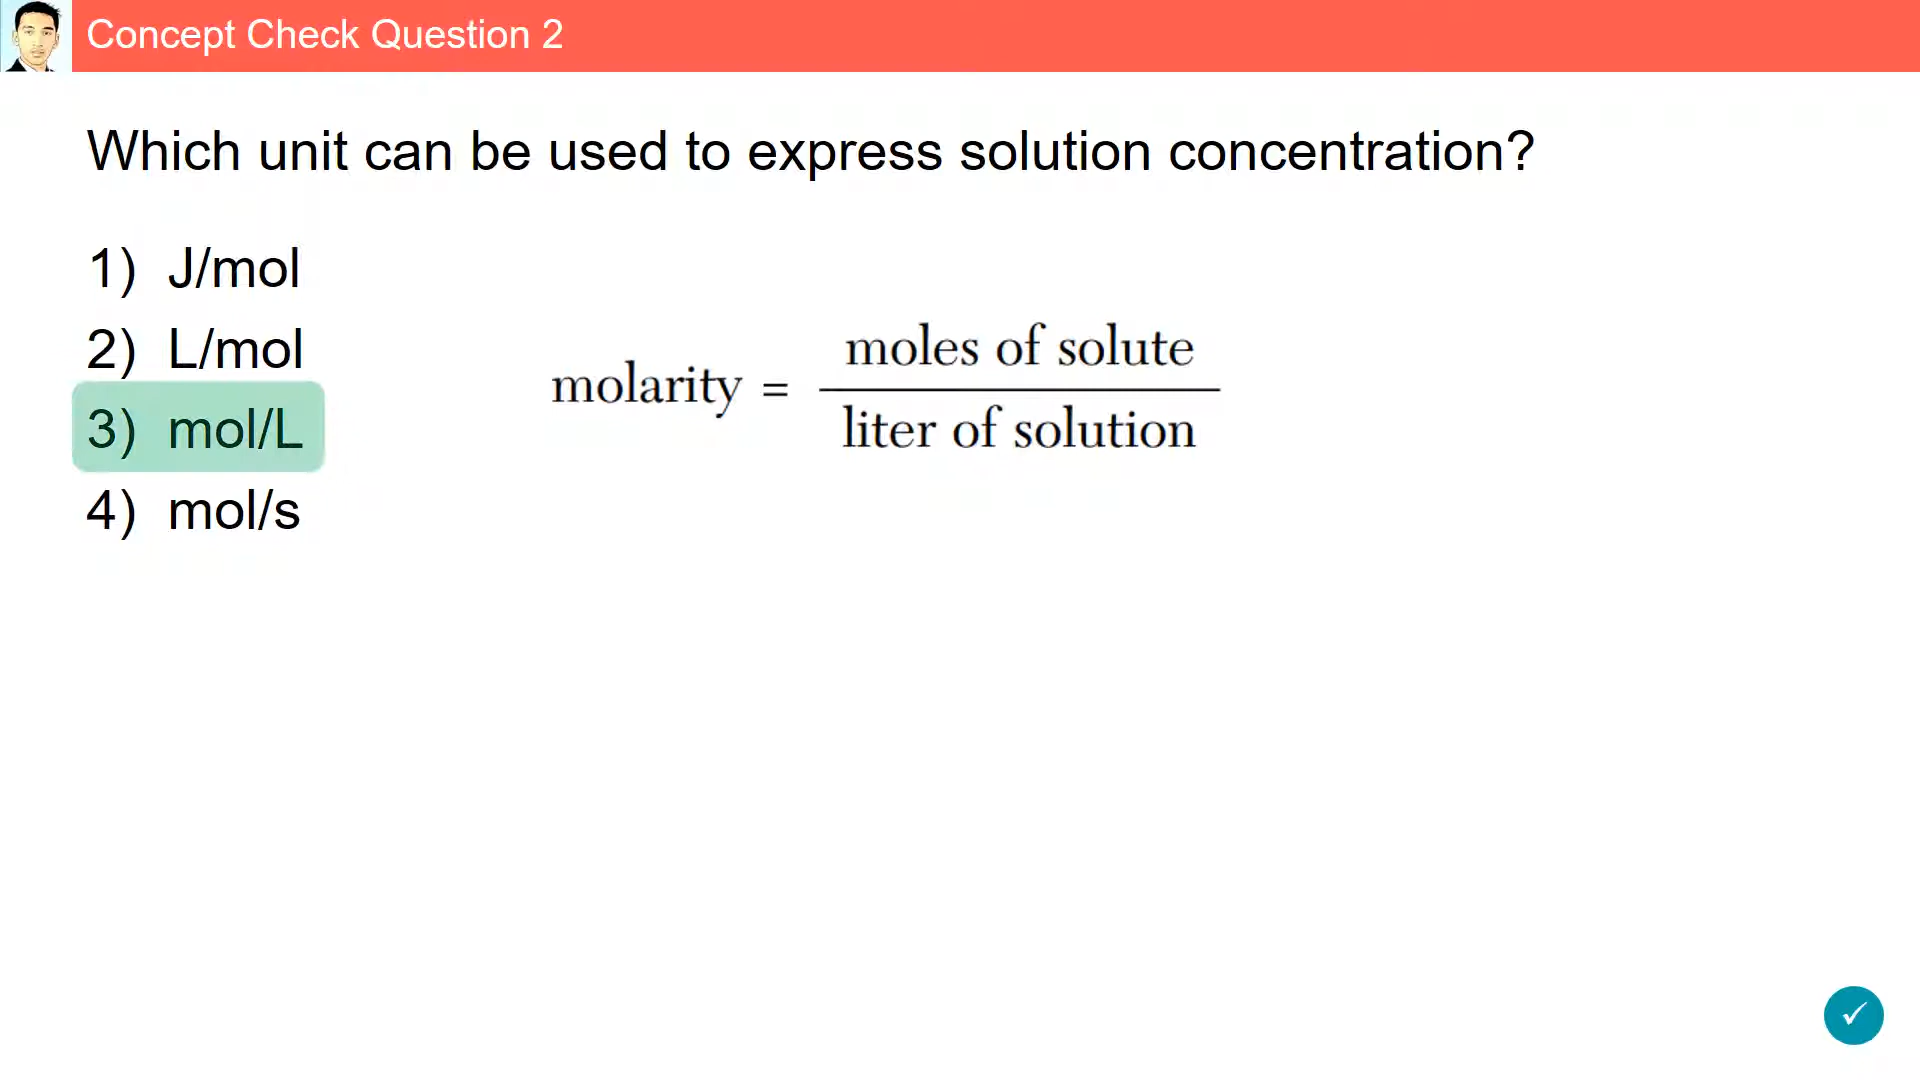 Concept Check Question 2
Which unit can be used to express solution concentration?
1) J/mol
2) L/mol
3) mol/L
4) mol/s
molarity = moles of solute
liter of solution